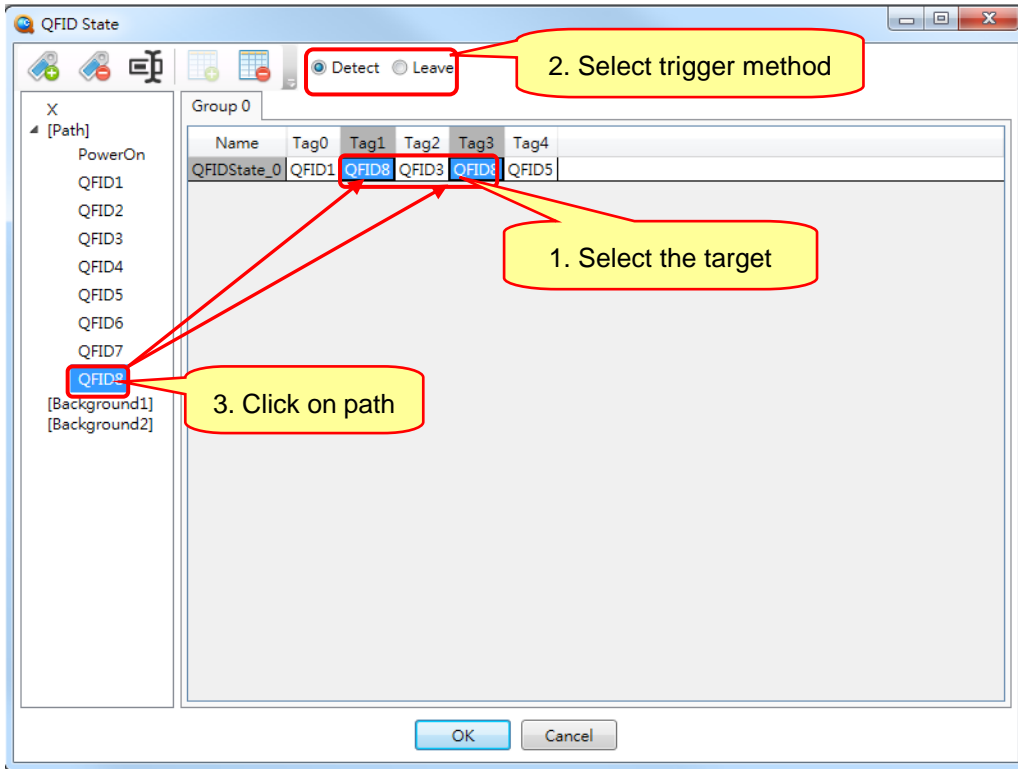 QFID State
Detect Leave
2. Select trigger method
X
[Path]
PowerOn
QFID1
QFID2
QFID3
QFID4
QFID5
QFID6
QFID7
QFID8
[Background1]
[Background2]
Group 0
Name Tag0 Tag1 Tag2 Tag3 Tag4
QFIDState_0 QFID1 QFID8 QFID3 QFID8 QFID5
1. Select the target
3. Click on path
OK Cancel